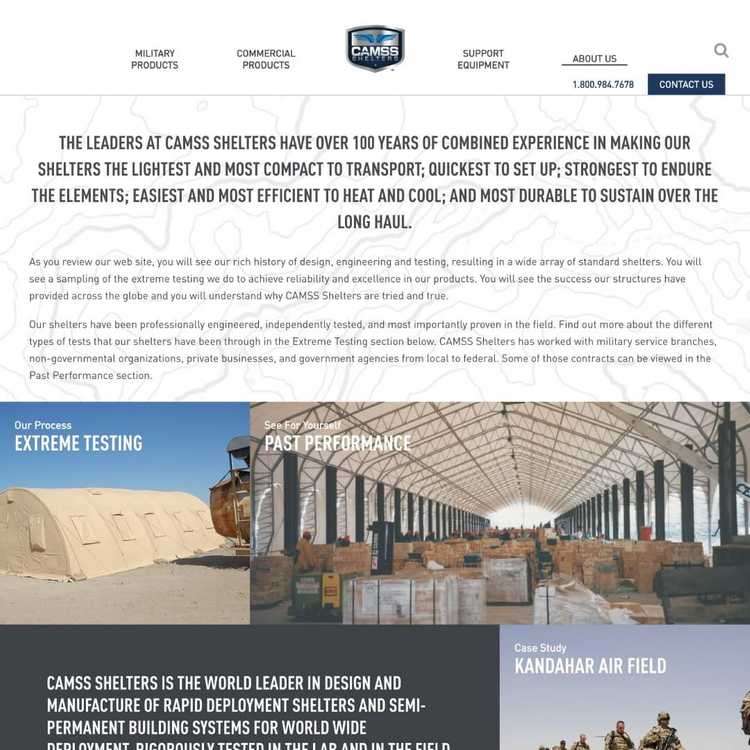 MILITARY
PRODUCTS
COMMERCIAL
PRODUCTS
CAMSS
SHELTERS
SUPPORT
EQUIPMENT
ABOUT US
1.800.984.7678
CONTACT US
THE LEADERS AT CAMSS SHELTERS HAVE OVER 100 YEARS OF COMBINED EXPERIENCE IN MAKING OUR
SHELTERS THE LIGHTEST AND MOST COMPACT TO TRANSPORT; QUICKEST TO SET UP; STRONGEST TO ENDURE
THE ELEMENTS; EASIEST AND MOST EFFICIENT TO HEAT AND COOL; AND MOST DURABLE TO SUSTAIN OVER THE
LONG HAUL.
As you review our web site, you will see our rich history of design, engineering and testing, resulting in a wide array of standard shelters. You will
see a sampling of the extreme testing we do to achieve reliability and excellence in our products. You will see the success our structures have
provided across the globe and you will understand why CAMSS Shelters are tried and true.
Our shelters have been professionally engineered, independently tested, and most importantly proven in the field. Find out more about the different
types of tests that our shelters have been through in the Extreme Testing section below. CAMSS Shelters has worked with military service branches,
non-governmental organizations, private businesses, and government agencies from local to federal. Some of those contracts can be viewed in the
Past Performance section.
Our Process
EXTREME TESTING
See For Yourself
PAST PERFORMANCE
CAMSS SHELTERS IS THE WORLD LEADER IN DESIGN AND
MANUFACTURE OF RAPID DEPLOYMENT SHELTERS AND SEMI-
PERMANENT BUILDING SYSTEMS FOR WORLD WIDE
DEPLOYMENT. RIGOROUSLY TESTED IN THE LAB AND IN THE FIELD
Case Study
KANDAHAR AIR FIELD